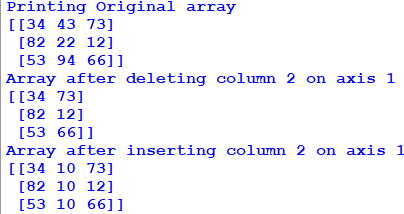 Printing Original array
[[34 43 73]
 [82 22 12]
 [53 94 66]]
Array after deleting column 2 on axis 1
[[34 73]
 [82 12]
 [53 66]]
Array after inserting column 2 on axis 1
[[34 10 73]
 [82 10 12]
 [53 10 66]]